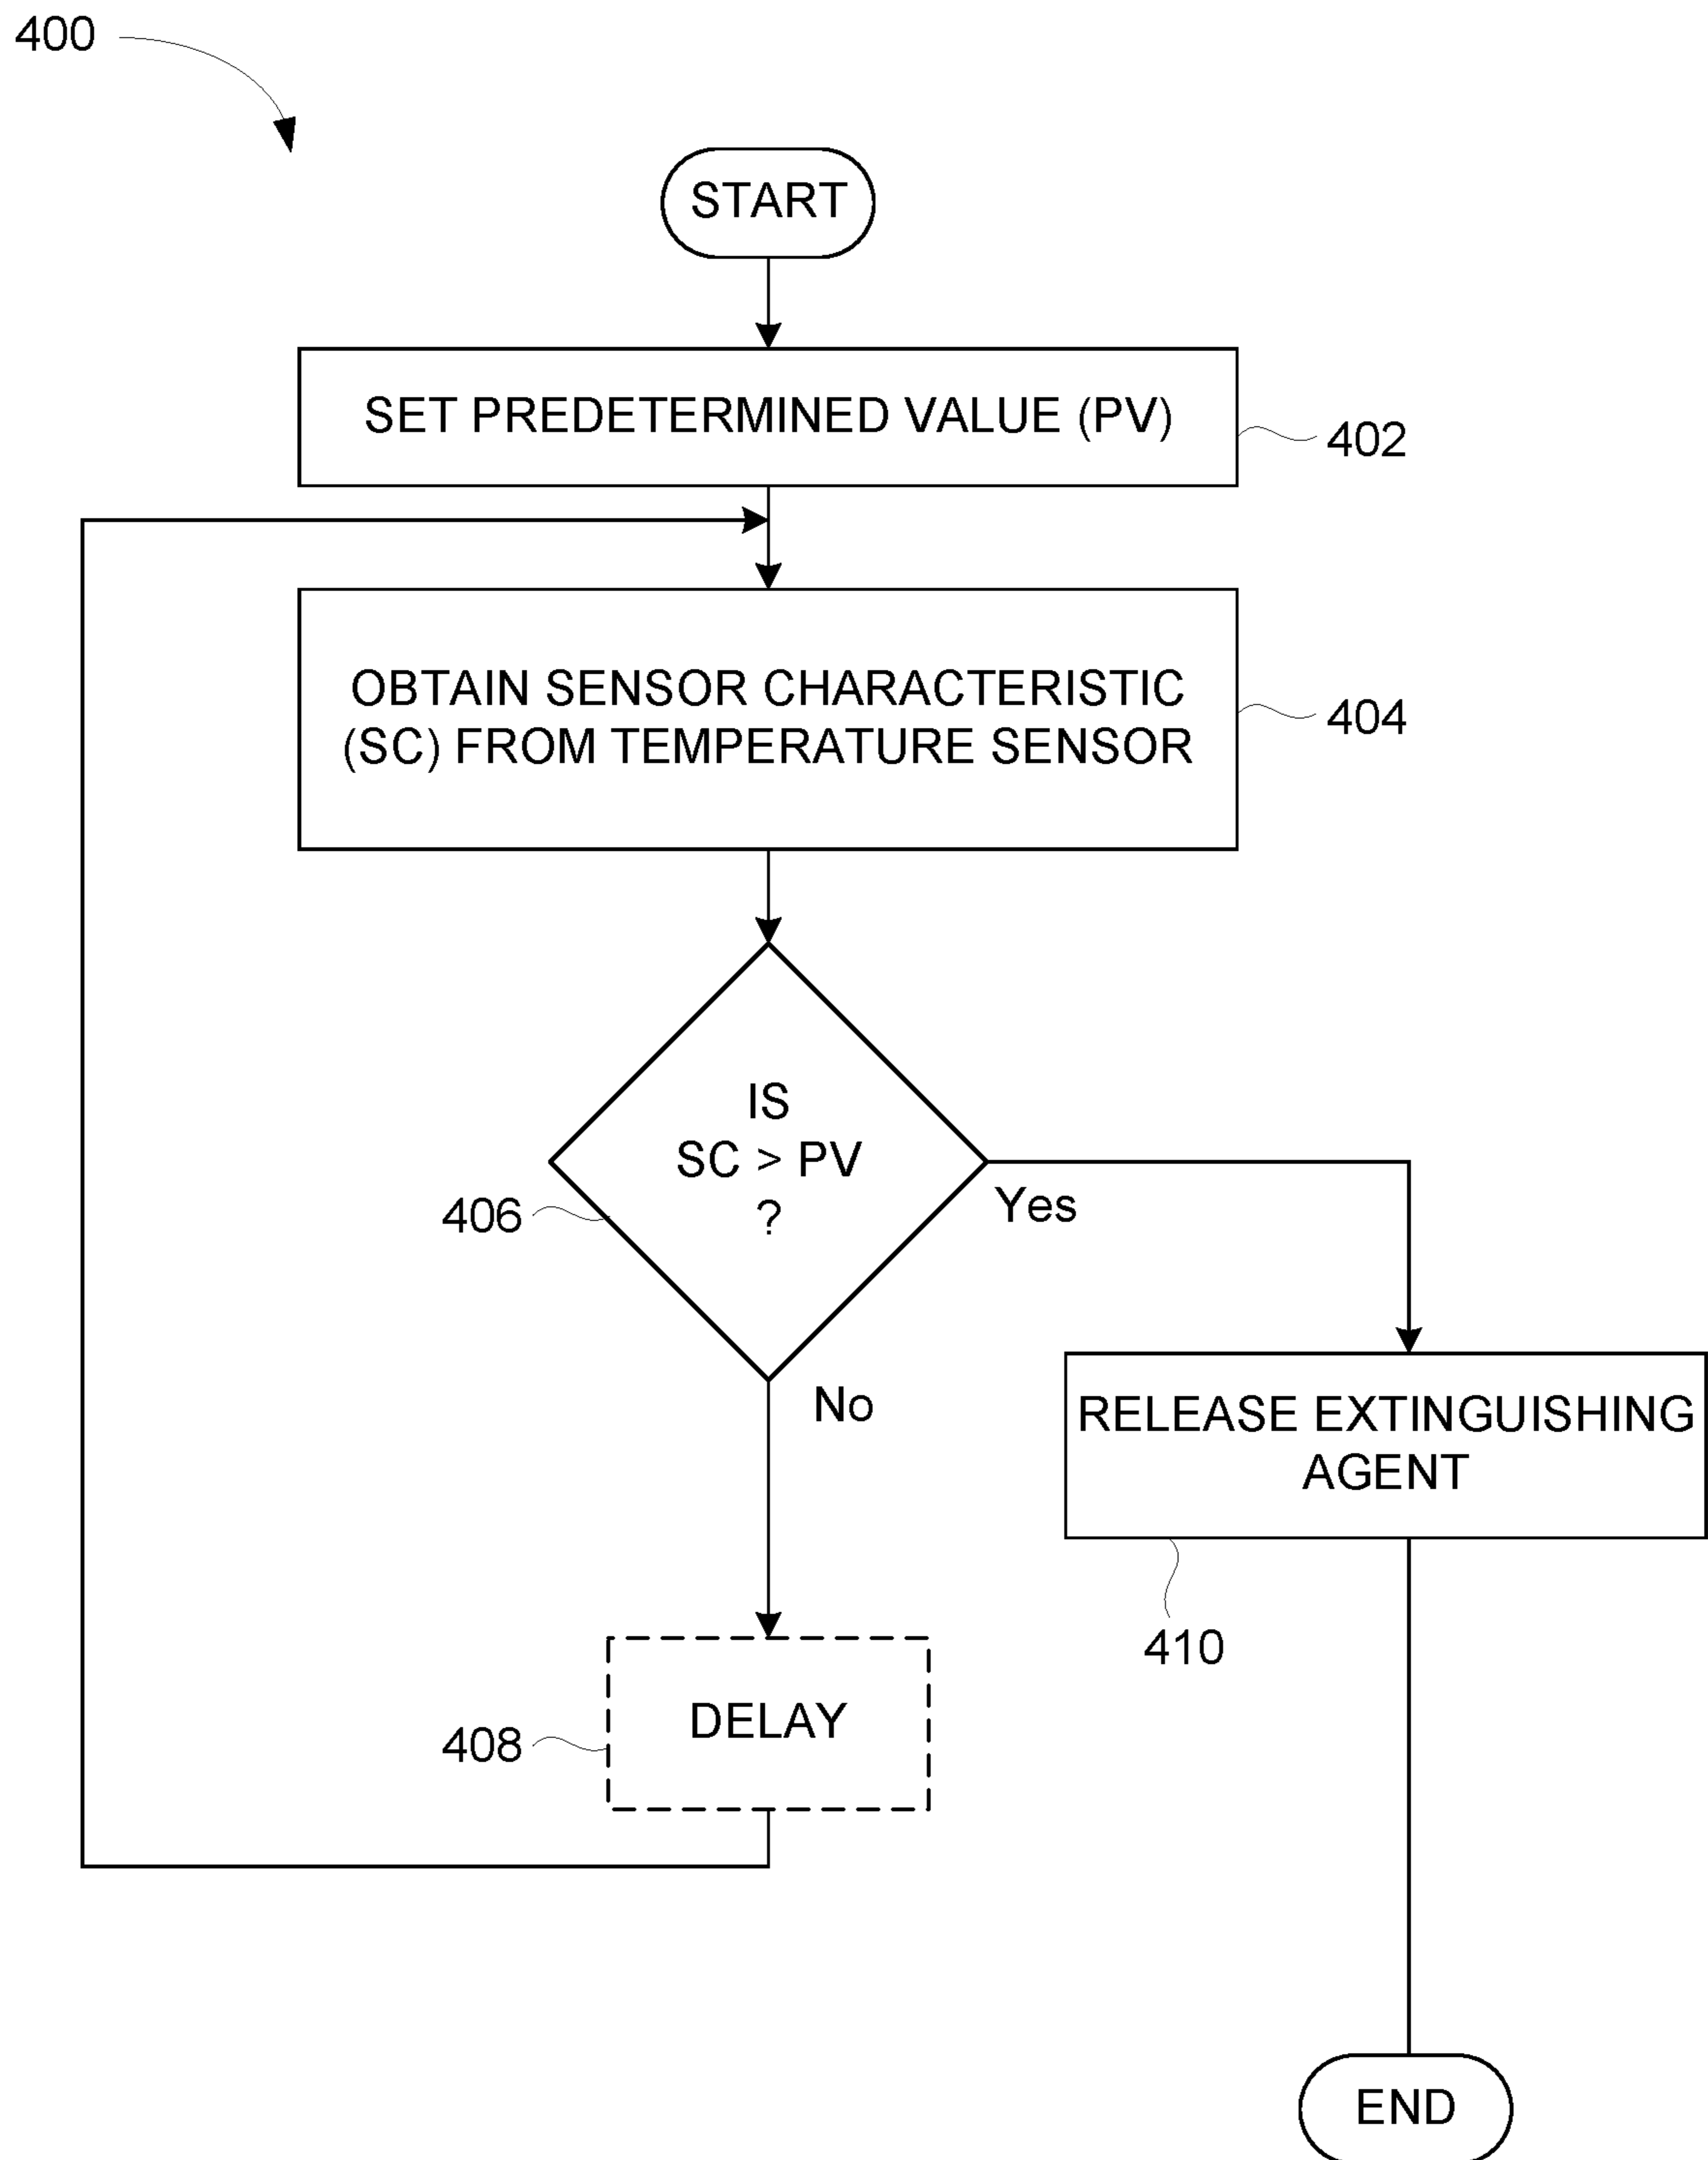 400
START
SET PREDETERMINED VALUE (PV)
402
OBTAIN SENSOR CHARACTERISTIC
(SC) FROM TEMPERATURE SENSOR
404
IS
SC > PV
?
406
Yes
No
RELEASE EXTINGUISHING
AGENT
410
DELAY
408
END